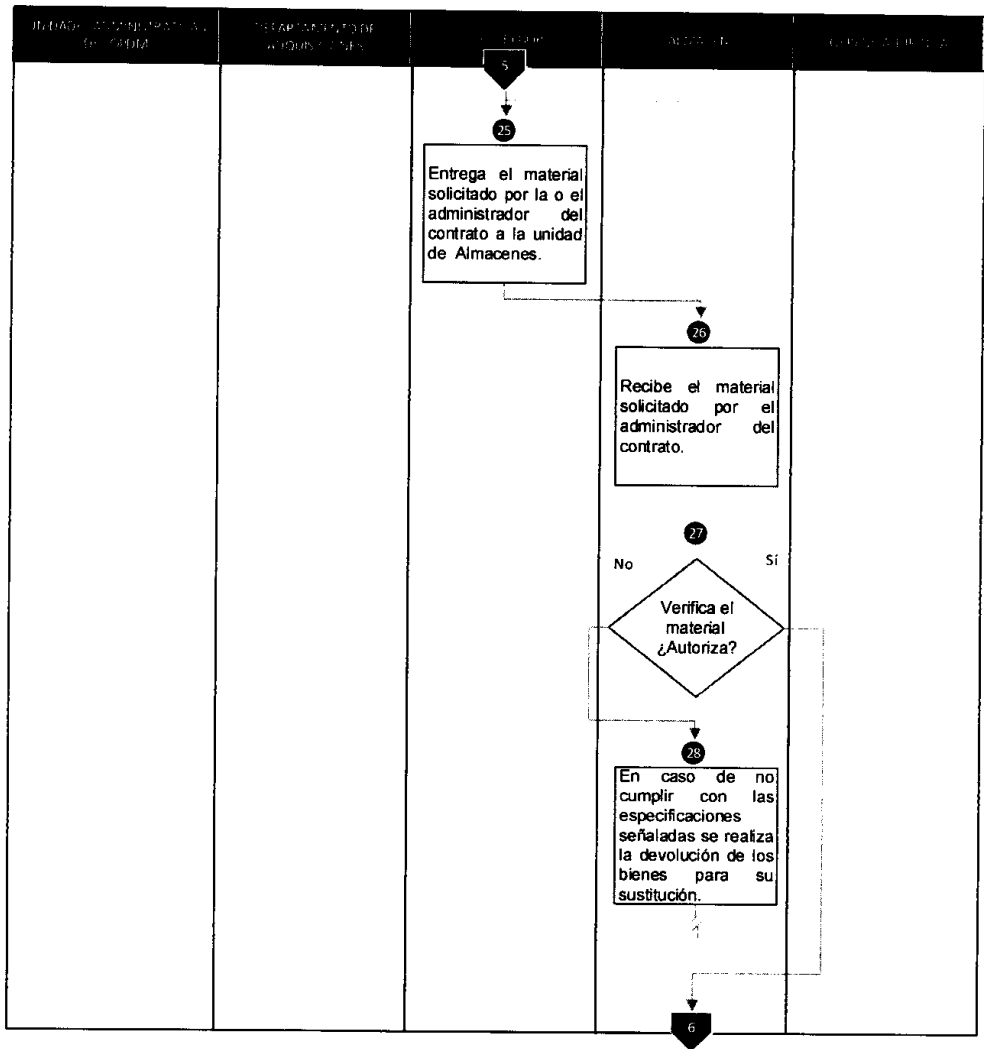 DEPARTAMENTO DE
5
25
Entrega el material
solicitado por la o el
administrador del
contrato a la unidad
de Almacenes.
26
Recibe el material
solicitado por el
administrador del
contrato.
27
No
Sí
Verifica el
material
¿Autoriza?
28
En caso de no
cumplir con las
especificaciones
señaladas se realiza
la devolución de los
bienes para su
sustitución.
6